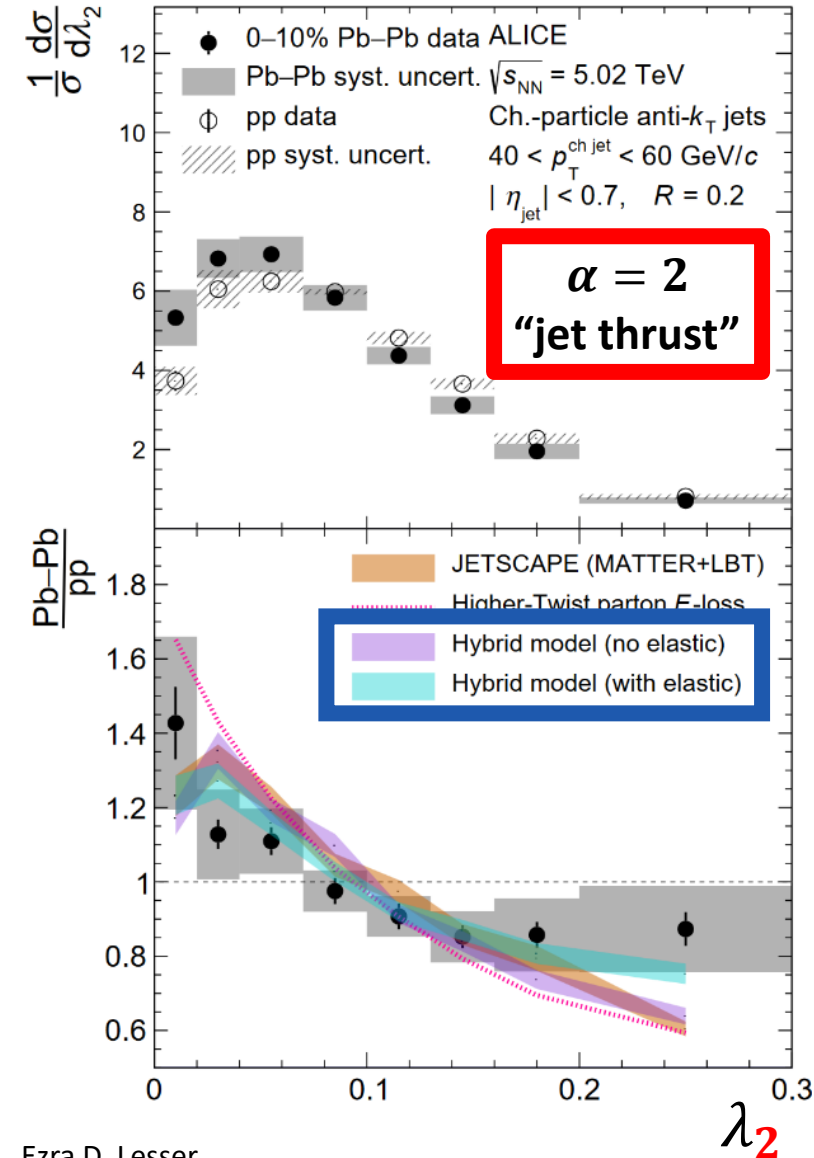 1/σ dσ/dλ₂
0–10% Pb–Pb data ALICE
Pb–Pb syst. uncert. √sNN = 5.02 TeV
pp data Ch.-particle anti-kT jets
pp syst. uncert. 40 < pTch jet < 60 GeV/c
| ηjet| < 0.7, R = 0.2
α = 2
“jet thrust”
12
10
8
6
4
2
Pb–Pb
pp
JETSCAPE (MATTER+LBT)
Higher-Twist parton E-loss
Hybrid model (no elastic)
Hybrid model (with elastic)
1.8
1.6
1.4
1.2
1
0.8
0.6
0 0.1 0.2 0.3
λ₂
Ezra D. Lesser